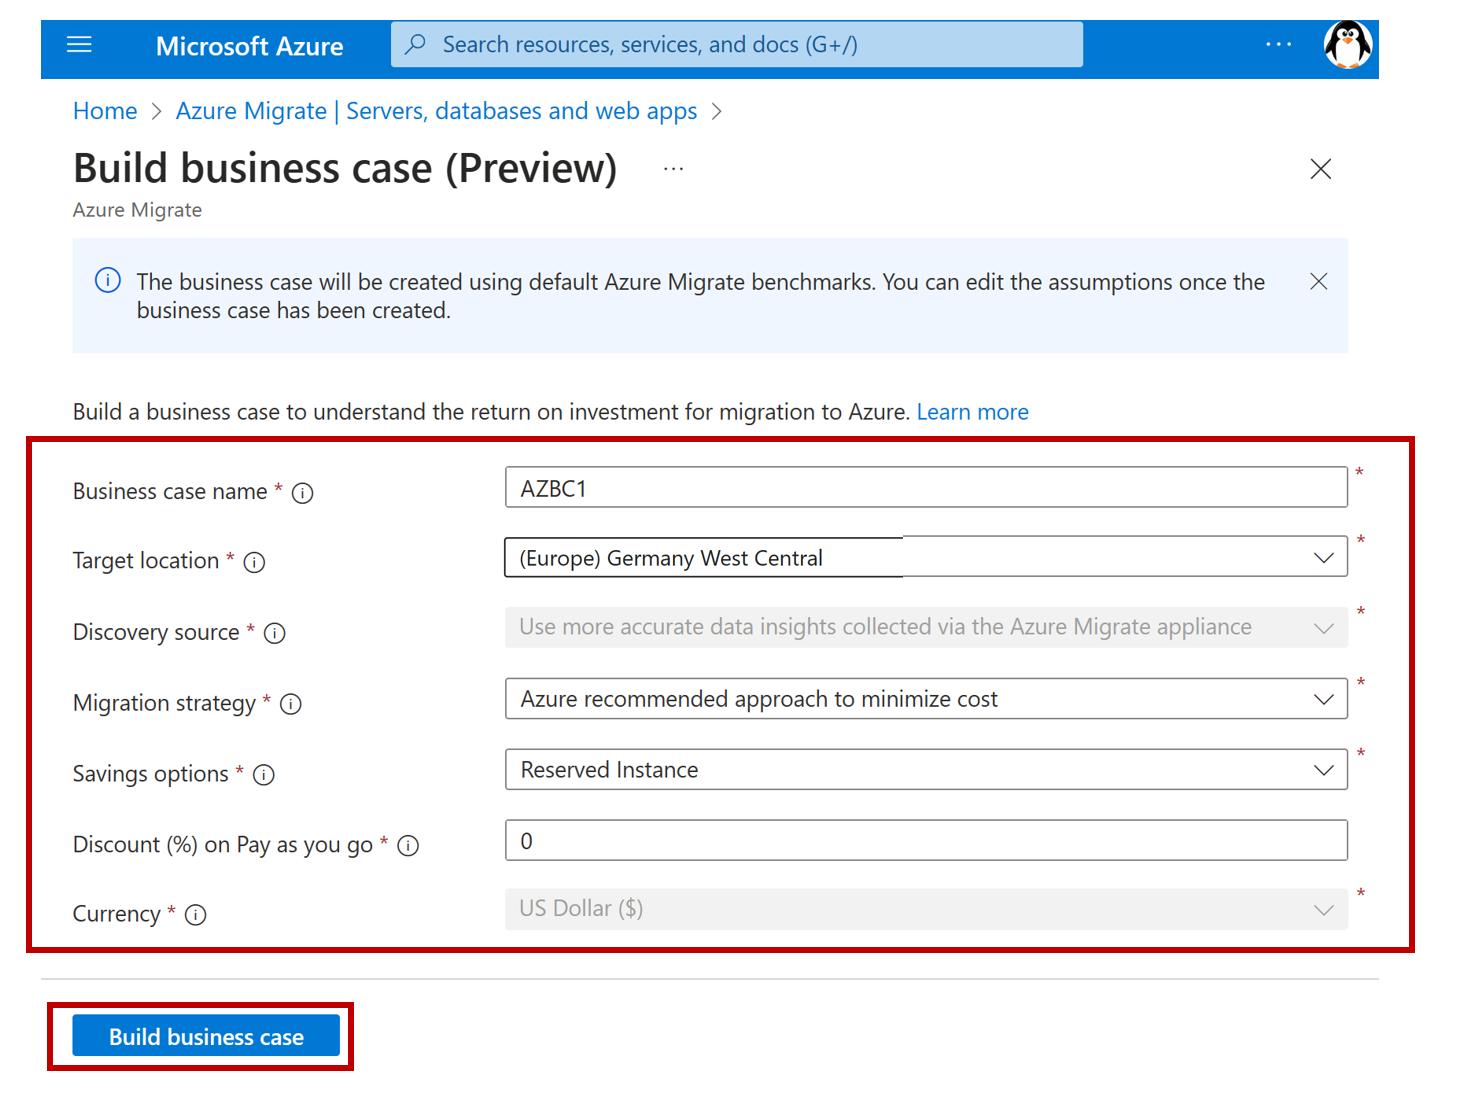 Microsoft Azure
Search resources, services, and docs (G+/)
Home > Azure Migrate | Servers, databases and web apps >
Build business case (Preview) ...
Azure Migrate
The business case will be created using default Azure Migrate benchmarks. You can edit the assumptions once the
business case has been created.
Build a business case to understand the return on investment for migration to Azure. Learn more
Business case name * AZBC1 *
Target location * (Europe) Germany West Central *
Discovery source * Use more accurate data insights collected via the Azure Migrate appliance *
Migration strategy * Azure recommended approach to minimize cost *
Savings options * Reserved Instance *
Discount (%) on Pay as you go * 0
Currency * US Dollar ($) *
Build business case